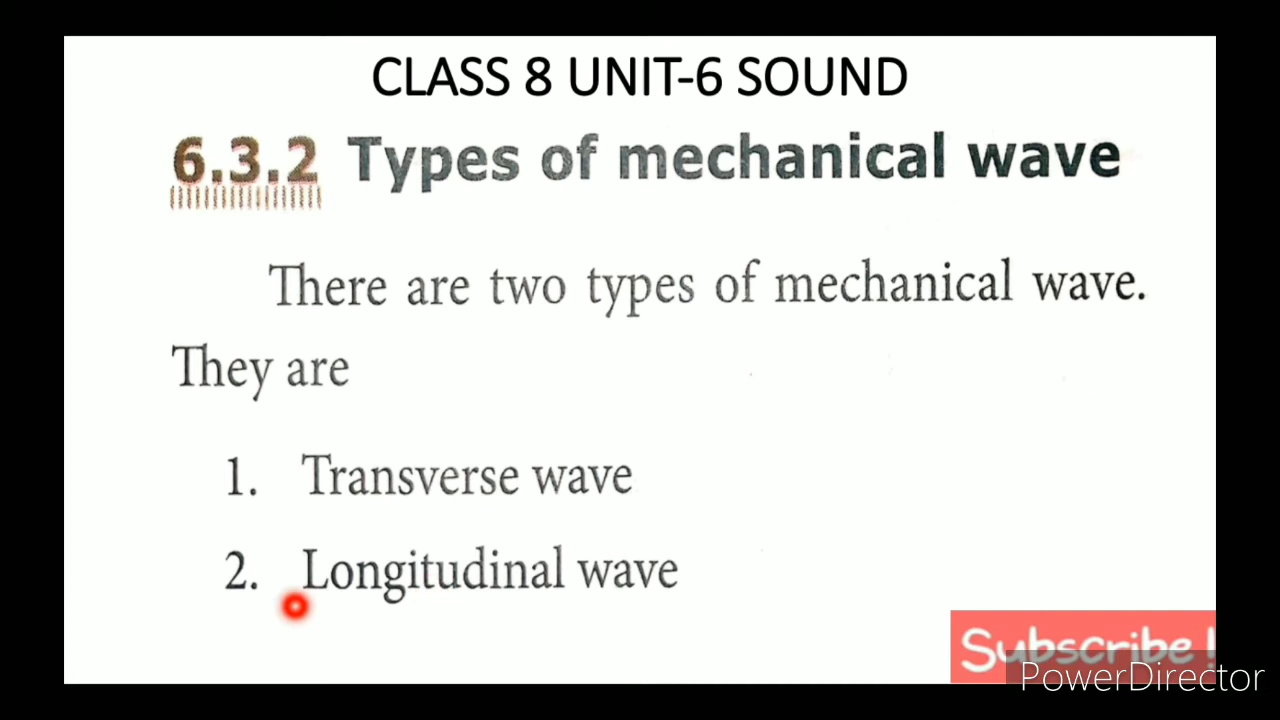 CLASS 8 UNIT-6 SOUND
6.3.2 Types of mechanical wave
There are two types of mechanical wave.
They are
1. Transverse wave
2. Longitudinal wave
Subscribe!
PowerDirector